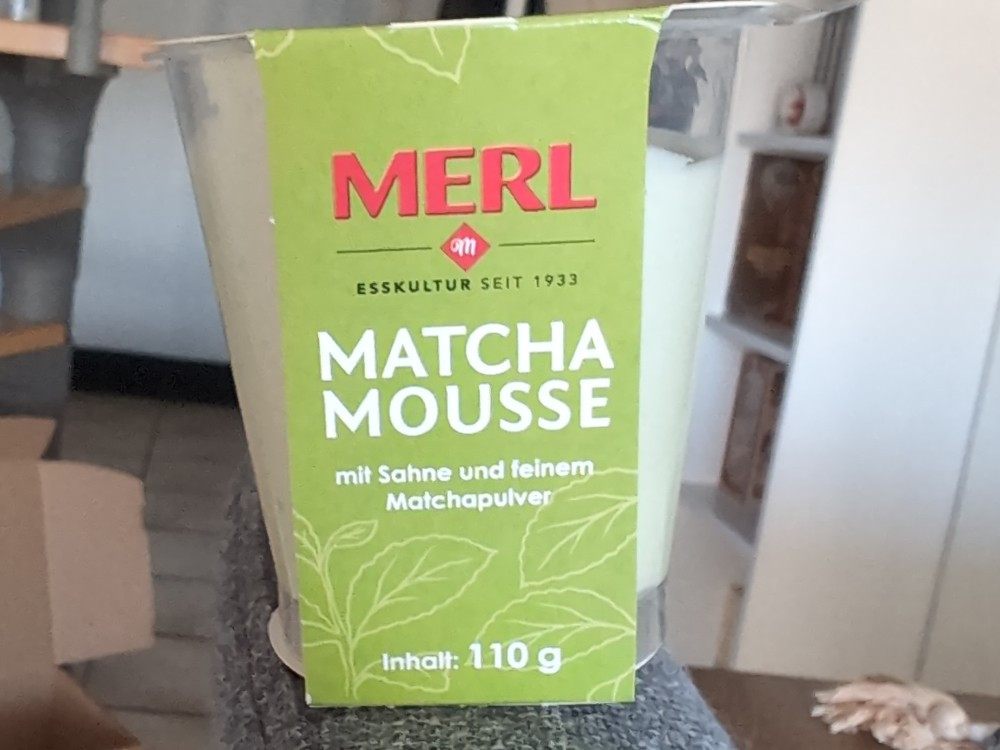 MERL
m
ESSKULTUR SEIT 1933
MATCHA
MOUSSE
mit Sahne und feinem
Matchapulver
Inhalt: 110 g